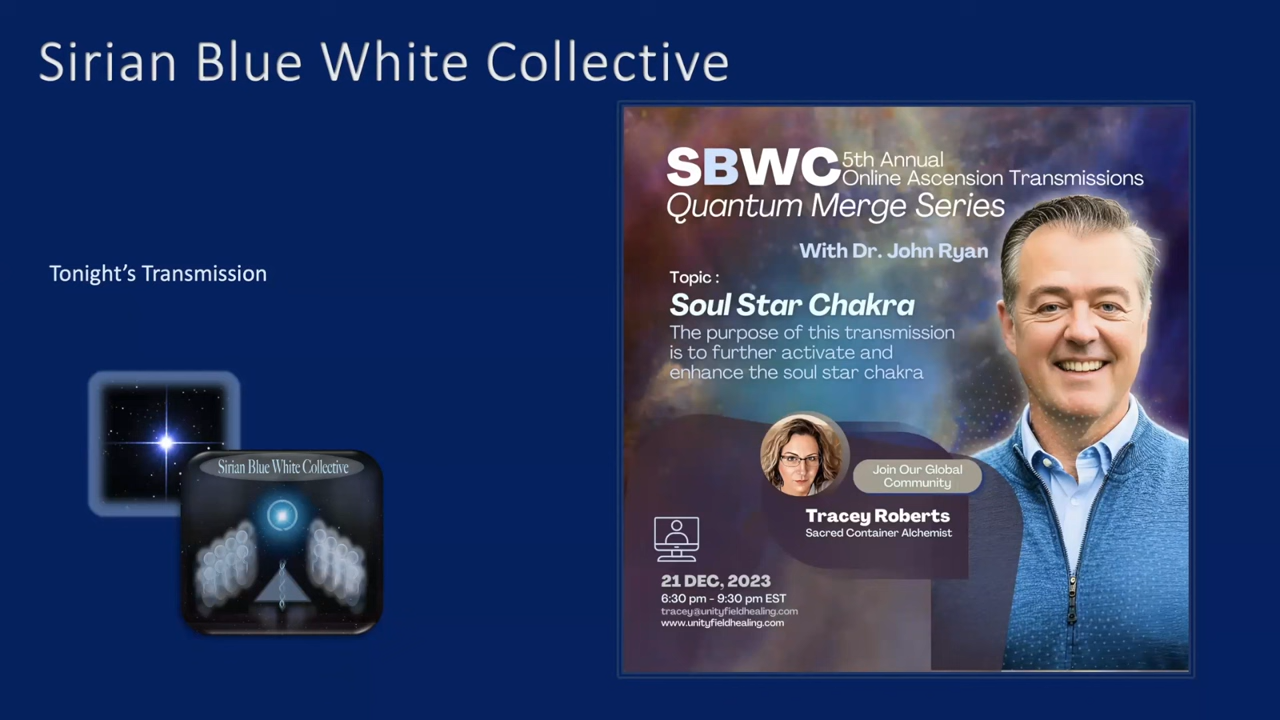 Sirian Blue White Collective
Tonight's Transmission
Sirian Blue White Collective
SBWC 5th Annual
Online Ascension Transmissions
Quantum Merge Series
With Dr. John Ryan
Topic :
Soul Star Chakra
The purpose of this transmission
is to further activate and
enhance the soul star chakra
Join Our Global
Community
Tracey Roberts
Sacred Container Alchemist
21 DEC, 2023
6:30 pm - 9:30 pm EST
tracey@unityfieldhealing.com
www.unityfieldhealing.com